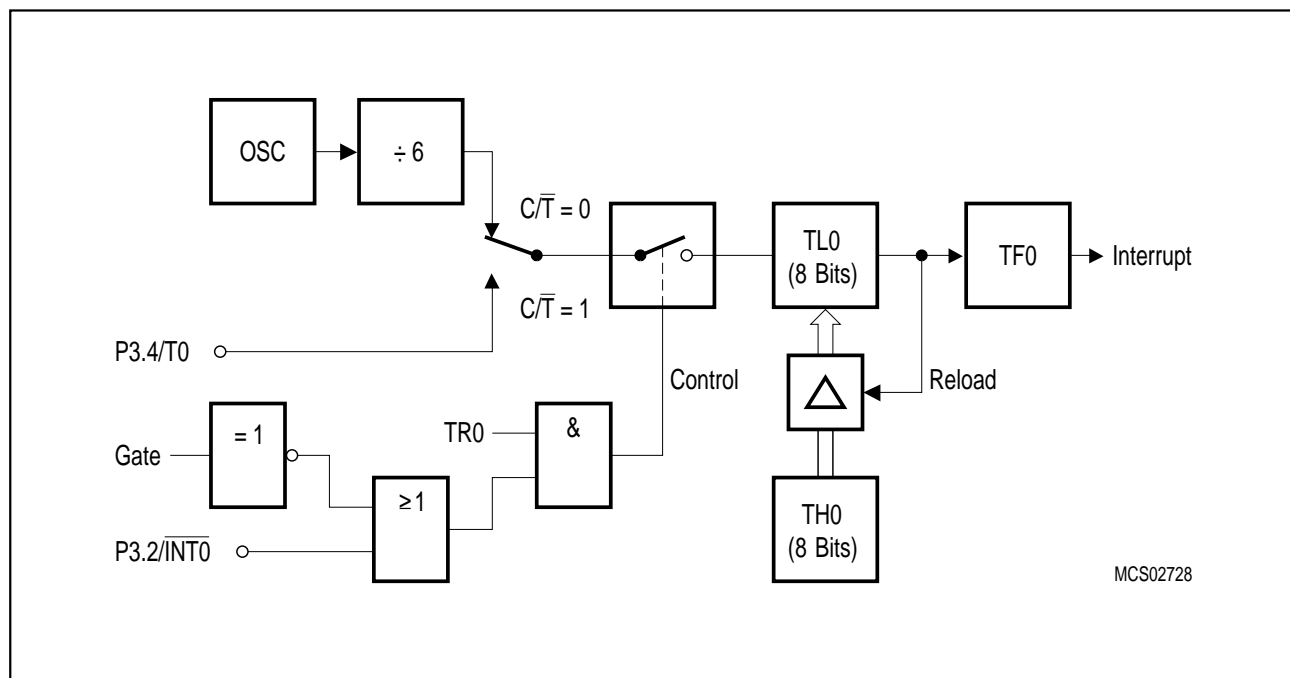 OSC
÷ 6
C/T̅ = 0
TL0
(8 Bits)
TF0
Interrupt
C/T̅ = 1
P3.4/T0
Control
Reload
Gate
= 1
TR0
&
≥ 1
TH0
(8 Bits)
P3.2/I̅N̅T̅0̅
MCS02728